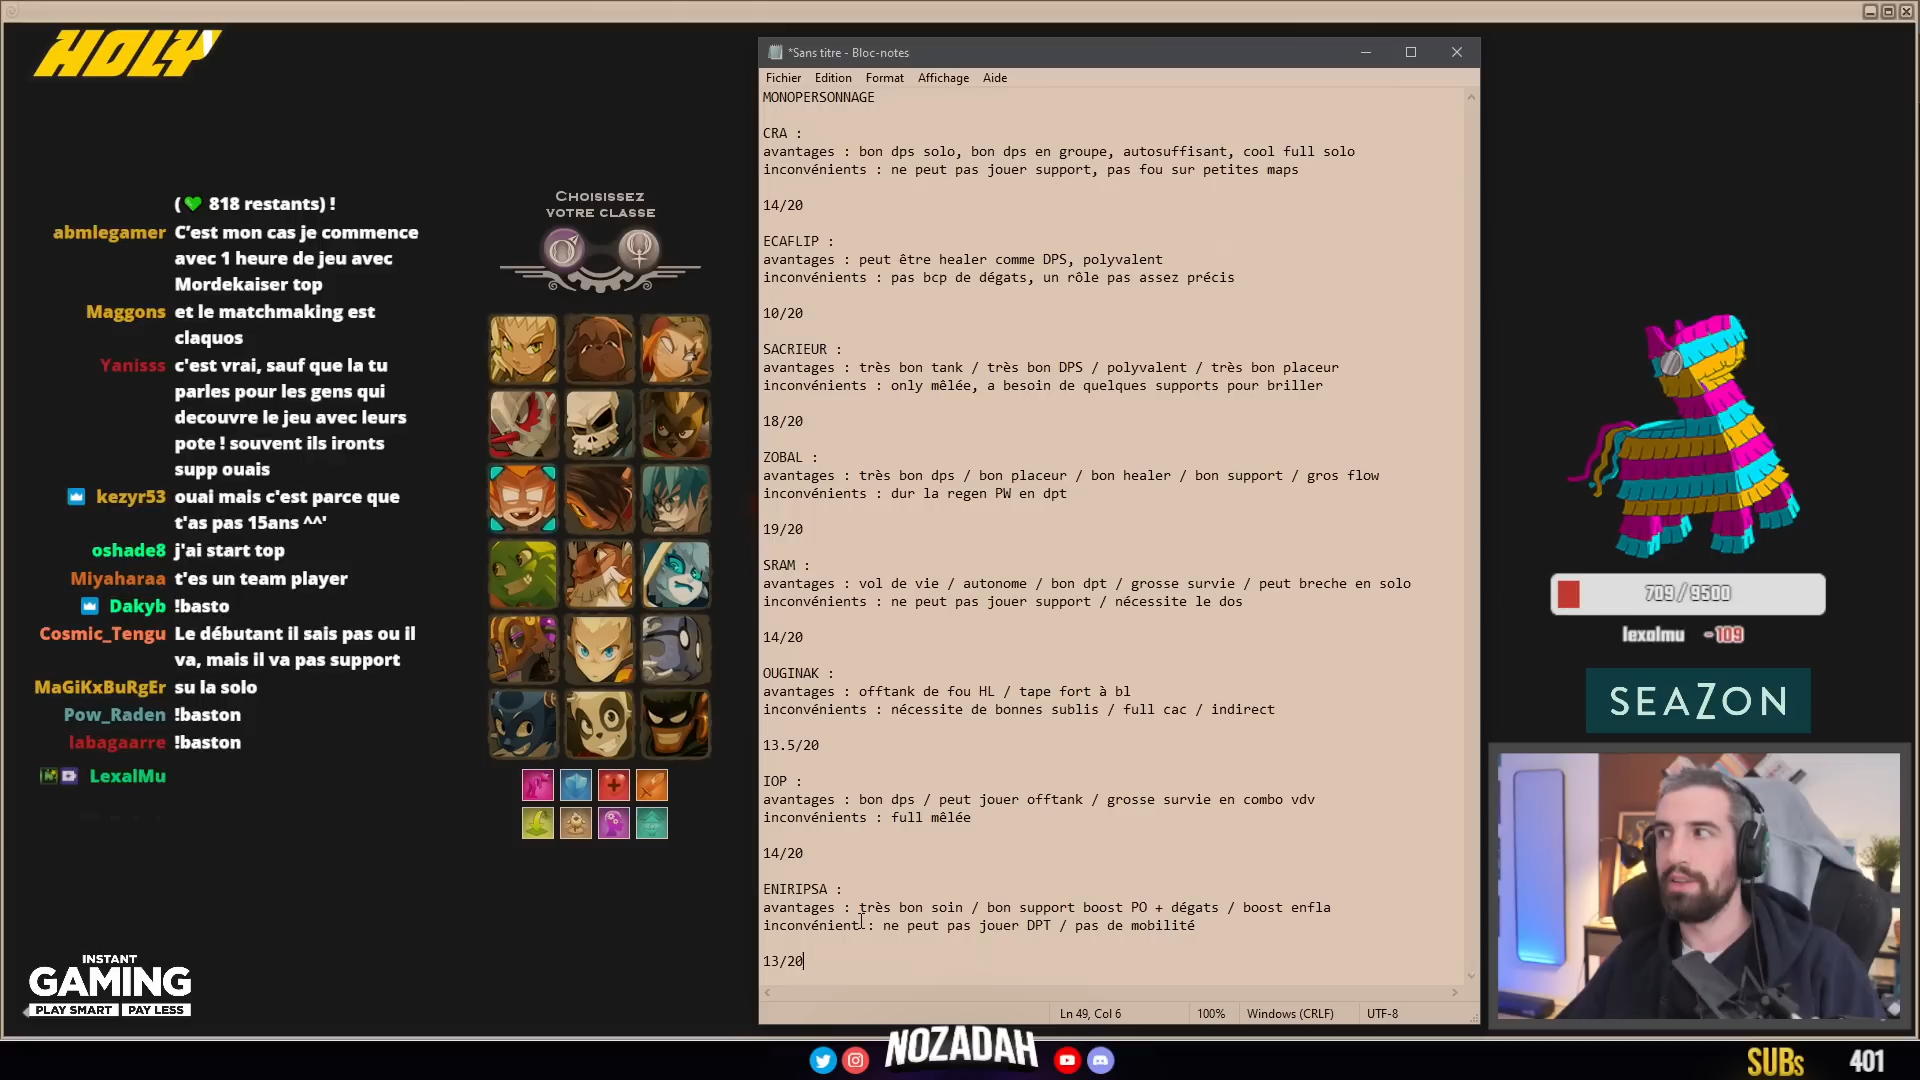 HOLY
(💚 818 restants) !
abmlegamer C'est mon cas je commence
avec 1 heure de jeu avec
Mordekaiser top
Maggons et le matchmaking est
claquos
Yanisss c'est vrai, sauf que la tu
parles pour les gens qui
decouvre le jeu avec leurs
pote ! souvent ils iront
supp ouais
kezyr53 ouai mais c'est parce que
t'as pas 15ans ^^'
oshade8 j'ai start top
Miyaharaa t'es un team player
Dakyb !basto
Cosmic_Tengu Le débutant il sais pas ou il
va, mais il va pas support
MaGiKxBuRgEr su la solo
Pow_Raden !baston
labagaarre !baston
LexalMu
INSTANT
GAMING
PLAY SMART PAY LESS
CHOISISSEZ
VOTRE CLASSE
*Sans titre - Bloc-notes
Fichier Edition Format Affichage Aide
MONOPERSONNAGE
CRA :
avantages : bon dps solo, bon dps en groupe, autosuffisant, cool full solo
inconvénients : ne peut pas jouer support, pas fou sur petites maps
14/20
ECAFLIP :
avantages : peut être healer comme DPS, polyvalent
inconvénients : pas bcp de dégats, un rôle pas assez précis
10/20
SACRIEUR :
avantages : très bon tank / très bon DPS / polyvalent / très bon placeur
inconvénients : only mêlée, a besoin de quelques supports pour briller
18/20
ZOBAL :
avantages : très bon dps / bon placeur / bon healer / bon support / gros flow
inconvénients : dur la regen PW en dpt
19/20
SRAM :
avantages : vol de vie / autonome / bon dpt / grosse survie / peut breche en solo
inconvénients : ne peut pas jouer support / nécessite le dos
14/20
OUGINAK :
avantages : offtank de fou HL / tape fort à bl
inconvénients : nécessite de bonnes sublis / full cac / indirect
13.5/20
IOP :
avantages : bon dps / peut jouer offtank / grosse survie en combo vdv
inconvénients : full mêlée
14/20
ENIRIPSA :
avantages : très bon soin / bon support boost PO + dégats / boost enfla
inconvénient : ne peut pas jouer DPT / pas de mobilité
13/20
Ln 49, Col 6 100% Windows (CRLF) UTF-8
709 / 9500
lexalmu -109
SEAZON
NOZADAH
SUBs 401